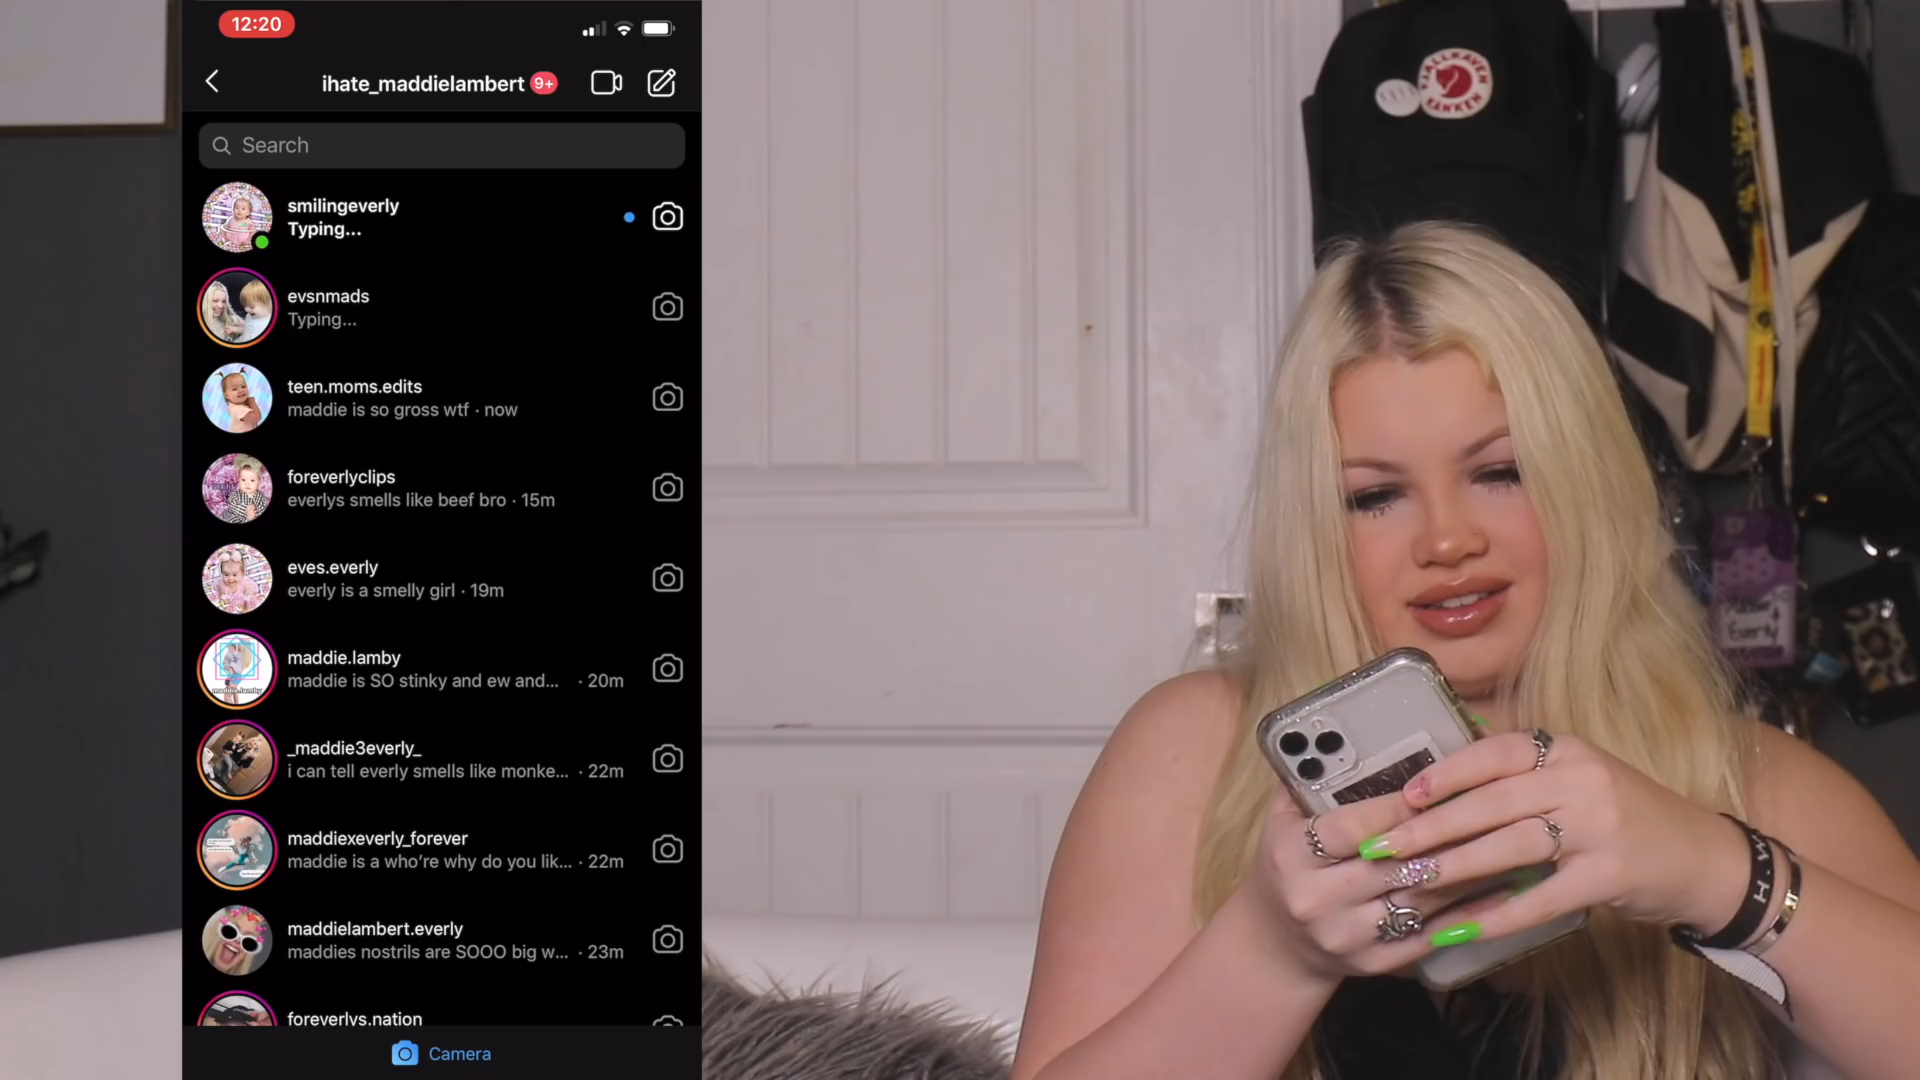 12:20
ihate_maddielambert 9+
Search
smilingeverly
Typing...
evsnmads
Typing...
teen.moms.edits
maddie is so gross wtf · now
foreverlyclips
everlys smells like beef bro · 15m
eves.everly
everly is a smelly girl · 19m
maddie.lamby
maddie is SO stinky and ew and... · 20m
_maddie3everly_
i can tell everly smells like monke... · 22m
maddiexeverly_forever
maddie is a who're why do you lik... · 22m
maddielambert.everly
maddies nostrils are SOOO big w... · 23m
foreverlys.nation
Camera
FJALLRAVEN
KANKEN
Everly
H.W